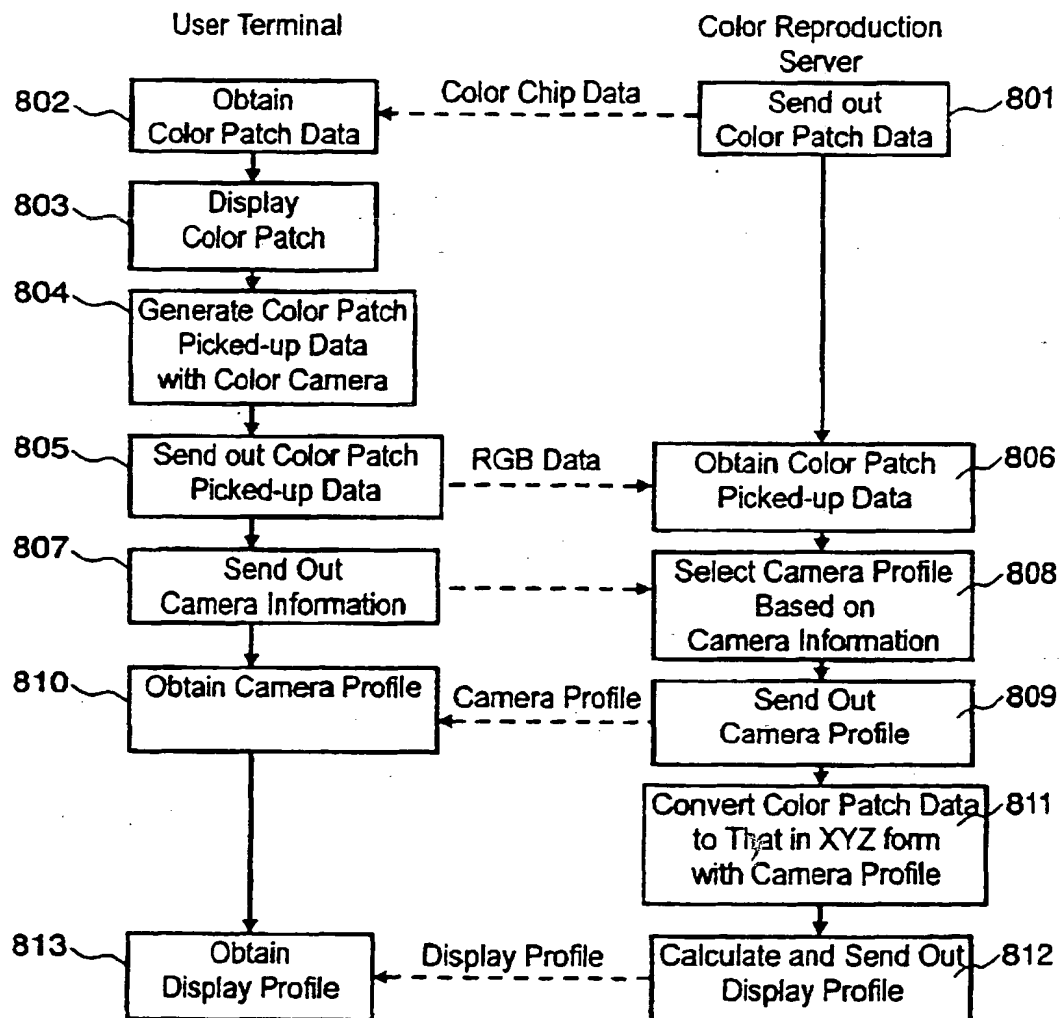 User Terminal
Color Reproduction
Server
802
Obtain
Color Patch Data
Color Chip Data
Send out
Color Patch Data
801
803
Display
Color Patch
804
Generate Color Patch
Picked-up Data
with Color Camera
805
Send out Color Patch
Picked-up Data
RGB Data
Obtain Color Patch
Picked-up Data
806
807
Send Out
Camera Information
Select Camera Profile
Based on
Camera Information
808
810
Obtain Camera Profile
Camera Profile
Send Out
Camera Profile
809
Convert Color Patch Data
to That in XYZ form
with Camera Profile
811
813
Obtain
Display Profile
Display Profile
Calculate and Send Out
Display Profile
812